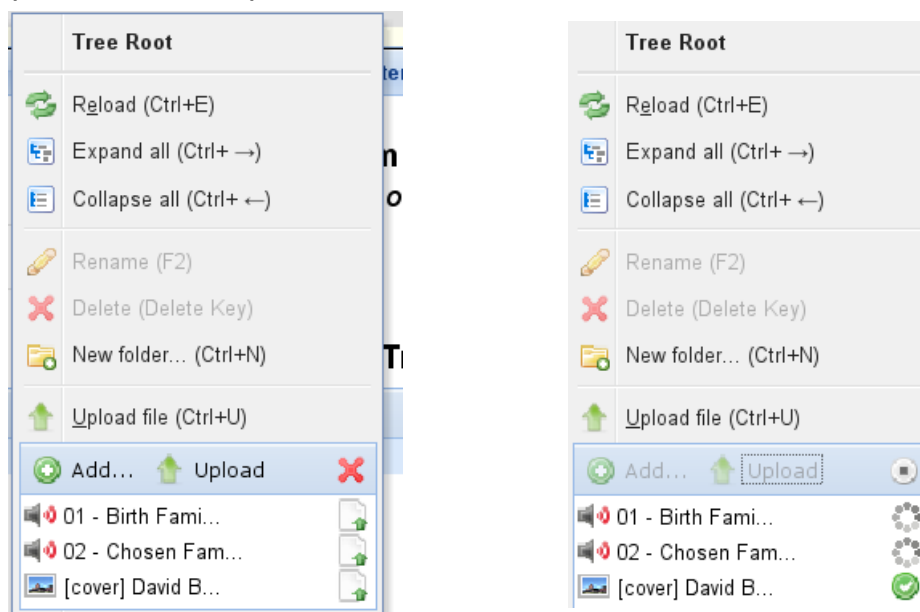 Tree Root
Reload (Ctrl+E)
Expand all (Ctrl+ →)
Collapse all (Ctrl+ ←)
Rename (F2)
Delete (Delete Key)
New folder... (Ctrl+N)
Upload file (Ctrl+U)
Add... Upload
01 - Birth Fami...
02 - Chosen Fam...
[cover] David B...
Tree Root
Reload (Ctrl+E)
Expand all (Ctrl+ →)
Collapse all (Ctrl+ ←)
Rename (F2)
Delete (Delete Key)
New folder... (Ctrl+N)
Upload file (Ctrl+U)
Add... Upload
01 - Birth Fami...
02 - Chosen Fam...
[cover] David B...